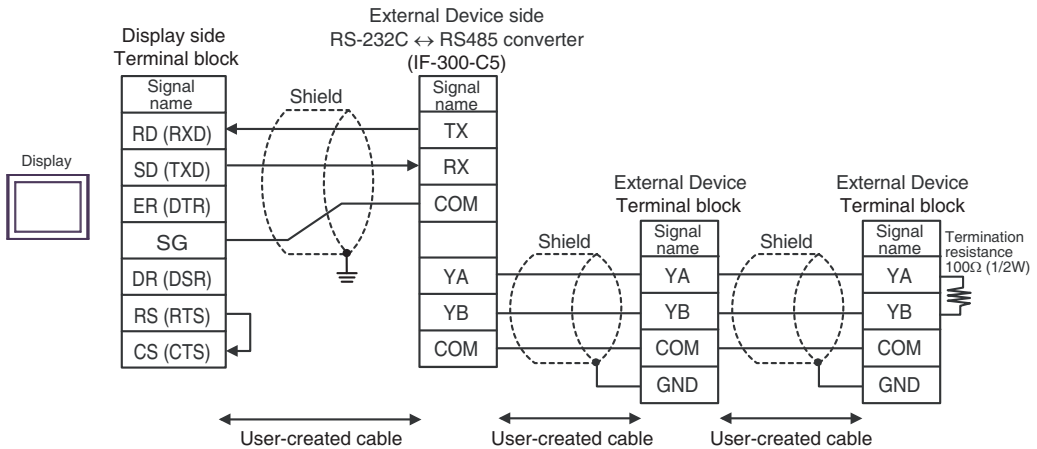 Display
Display side
Terminal block
Signal
name
RD (RXD)
SD (TXD)
ER (DTR)
SG
DR (DSR)
RS (RTS)
CS (CTS)
Shield
External Device side
RS-232C ↔ RS485 converter
(IF-300-C5)
Signal
name
TX
RX
COM
YA
YB
COM
Shield
External Device
Terminal block
Signal
name
YA
YB
COM
GND
Shield
External Device
Terminal block
Signal
name
YA
YB
COM
GND
Termination
resistance
100Ω (1/2W)
User-created cable
User-created cable
User-created cable